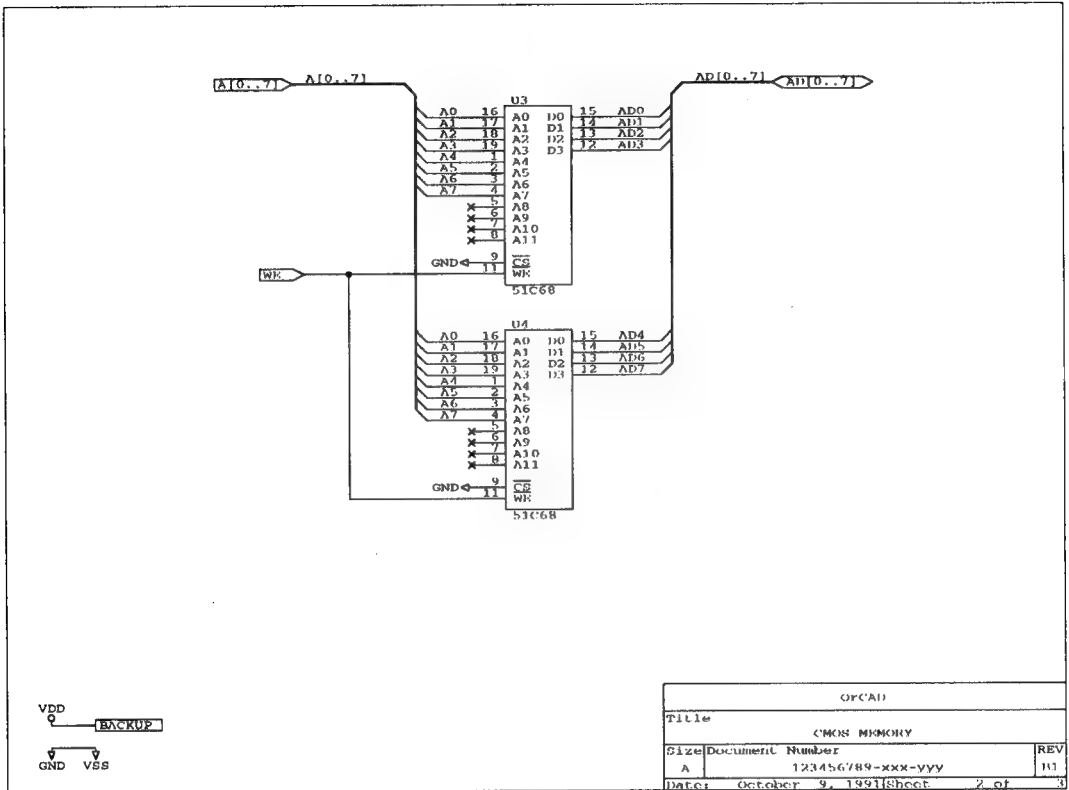 A[0..7] A[0..7] AD[0..7] AD[0..7]
U3
A0 16 A0 D0 15 AD0
A1 17 A1 D1 14 AD1
A2 18 A2 D2 13 AD2
A3 19 A3 D3 12 AD3
A4 1 A4
A5 2 A5
A6 3 A6
A7 4 A7
5 A8
6 A9
7 A10
8 A11
GND 9 CS
WE 11 WE
51C68
U4
A0 16 A0 D0 15 AD4
A1 17 A1 D1 14 AD5
A2 18 A2 D2 13 AD6
A3 19 A3 D3 12 AD7
A4 1 A4
A5 2 A5
A6 3 A6
A7 4 A7
5 A8
6 A9
7 A10
8 A11
GND 9 CS
11 WE
51C68
VDD
BACKUP
GND VSS
OrCAD
Title
CMOS MEMORY
Size Document Number REV
A 123456789-xxx-yyy B1
Date: October 9, 1991 Sheet 2 of 3